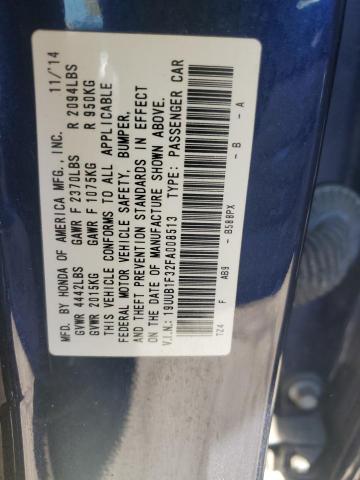 MFD. BY HONDA OF AMERICA MFG., INC. 11/'14
GVWR 4442LBS GAWR F 2370LBS R 2094LBS
GVWR 2015KG GAWR F 1075KG R 950KG
THIS VEHICLE CONFORMS TO ALL APPLICABLE
FEDERAL MOTOR VEHICLE SAFETY, BUMPER,
AND THEFT PREVENTION STANDARDS IN EFFECT
ON THE DATE OF MANUFACTURE SHOWN ABOVE.
V.I.N.: 19UUB1F32FA008513 TYPE: PASSENGER CAR
TZ4 F AB9 - B588PX - B - A